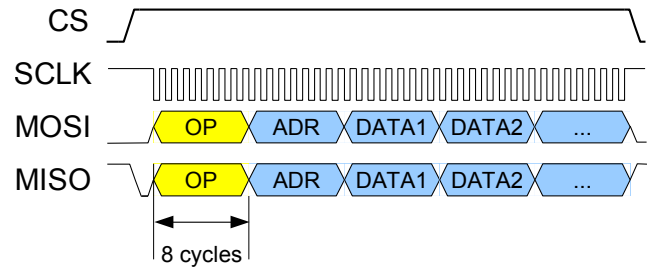 CS
SCLK
MOSI OP ADR DATA1 DATA2 ...
MISO OP ADR DATA1 DATA2 ...
8 cycles